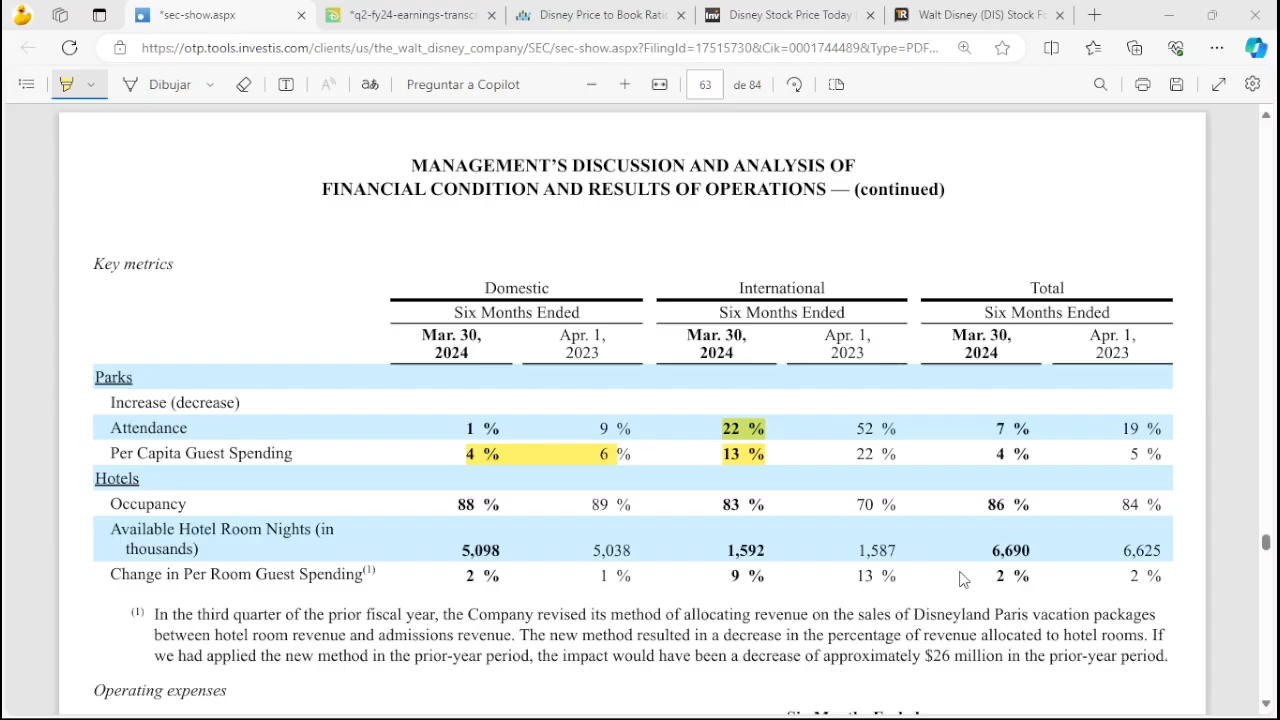 *sec-show.aspx
*q2-fy24-earnings-transcr
Disney Price to Book Ratio
Disney Stock Price Today |
Walt Disney (DIS) Stock Fo
https://otp.tools.investis.com/clients/us/the_walt_disney_company/SEC/sec-show.aspx?FilingId=17515730&Cik=0001744489&Type=PDF...
Dibujar
Preguntar a Copilot
63 de 84
MANAGEMENT'S DISCUSSION AND ANALYSIS OF
FINANCIAL CONDITION AND RESULTS OF OPERATIONS — (continued)
Key metrics
Domestic International Total
Six Months Ended Six Months Ended Six Months Ended
Mar. 30, Apr. 1, Mar. 30, Apr. 1, Mar. 30, Apr. 1,
2024 2023 2024 2023 2024 2023
Parks
Increase (decrease)
Attendance 1 % 9 % 22 % 52 % 7 % 19 %
Per Capita Guest Spending 4 % 6 % 13 % 22 % 4 % 5 %
Hotels
Occupancy 88 % 89 % 83 % 70 % 86 % 84 %
Available Hotel Room Nights (in
thousands) 5,098 5,038 1,592 1,587 6,690 6,625
Change in Per Room Guest Spending(1) 2 % 1 % 9 % 13 % 2 % 2 %
(1) In the third quarter of the prior fiscal year, the Company revised its method of allocating revenue on the sales of Disneyland Paris vacation packages
between hotel room revenue and admissions revenue. The new method resulted in a decrease in the percentage of revenue allocated to hotel rooms. If
we had applied the new method in the prior-year period, the impact would have been a decrease of approximately $26 million in the prior-year period.
Operating expenses